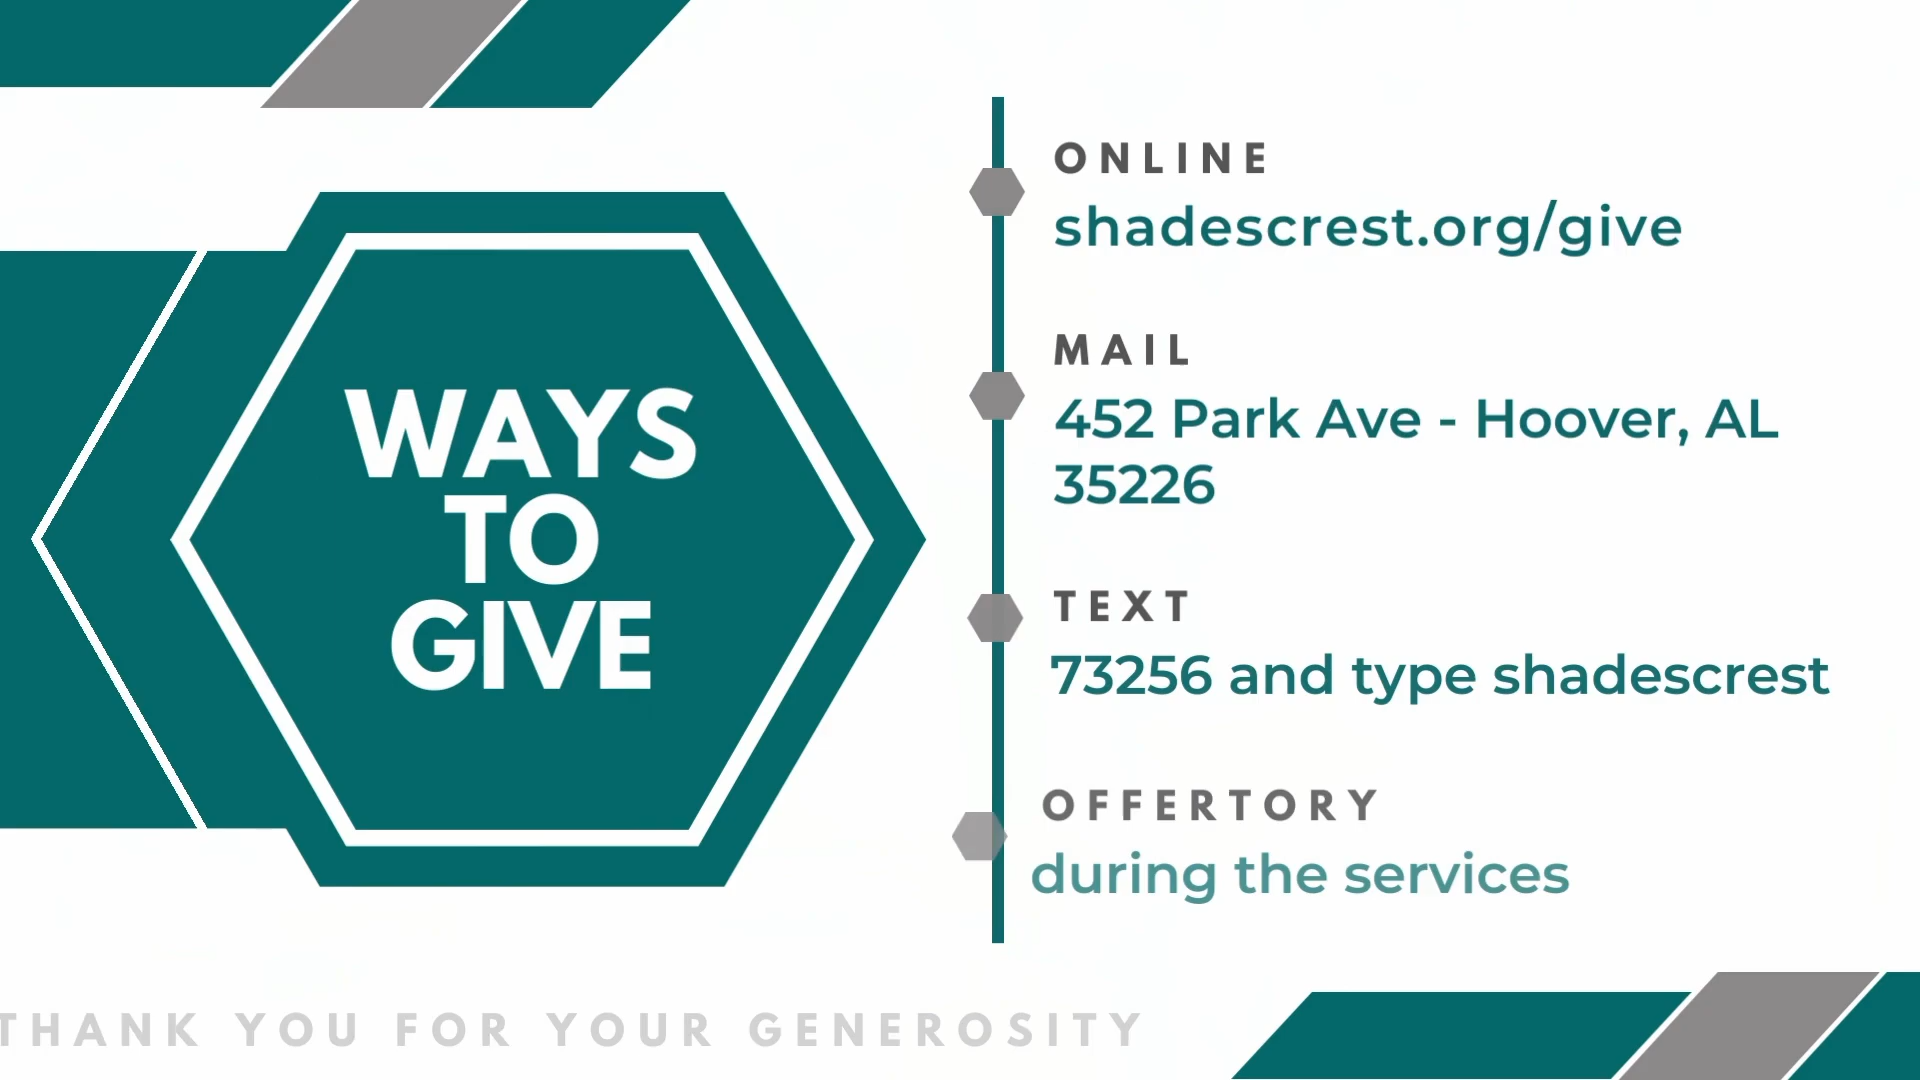 WAYS
TO
GIVE
ONLINE
shadescrest.org/give
MAIL
452 Park Ave - Hoover, AL
35226
TEXT
73256 and type shadescrest
OFFERTORY
during the services
THANK YOU FOR YOUR GENEROSITY